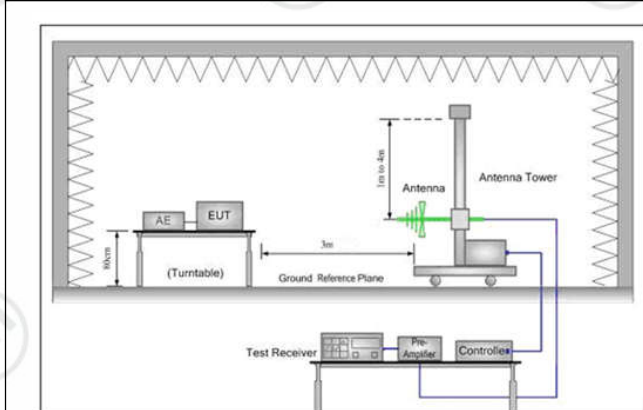 1m to 4m
Antenna
Antenna Tower
AE
EUT
80cm
(Turntable)
3m
Ground Reference Plane
Test Receiver
Pre-
Amplifier
Controller